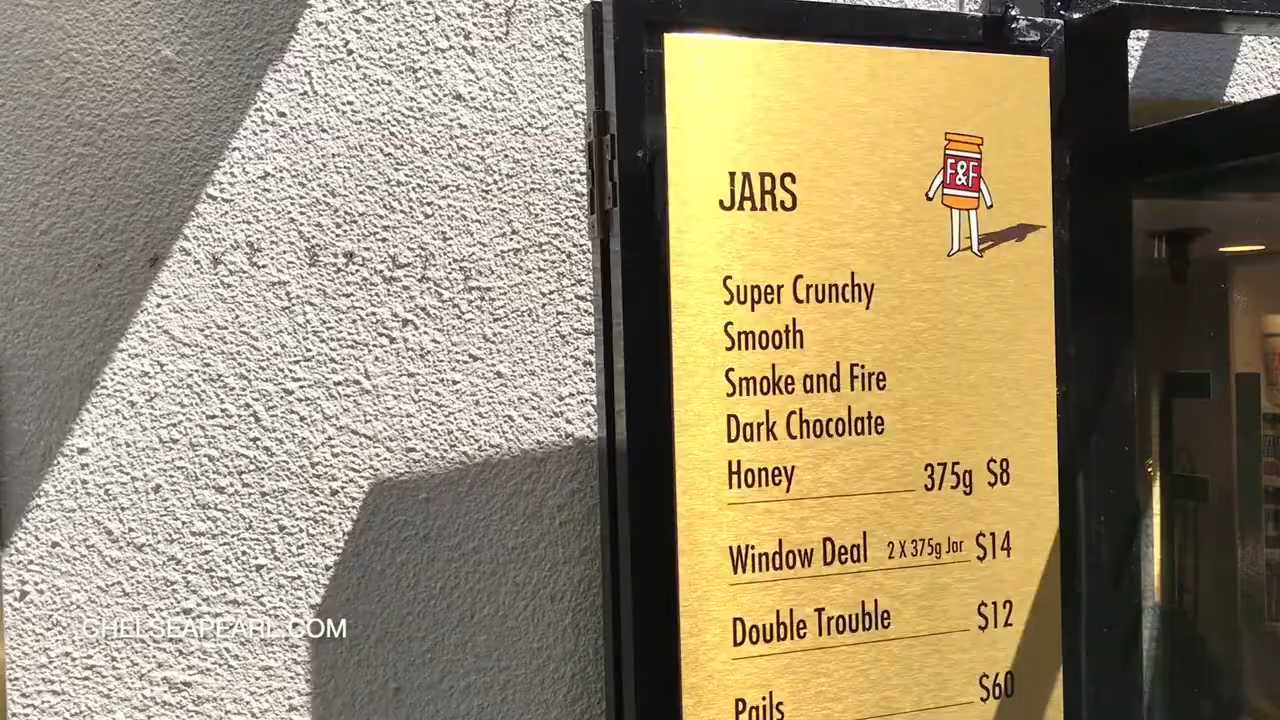 JARS
F&F
Super Crunchy
Smooth
Smoke and Fire
Dark Chocolate
Honey 375g $8
Window Deal 2 X 375g Jar $14
Double Trouble $12
Pails $60
CHELSEAPEARL.COM